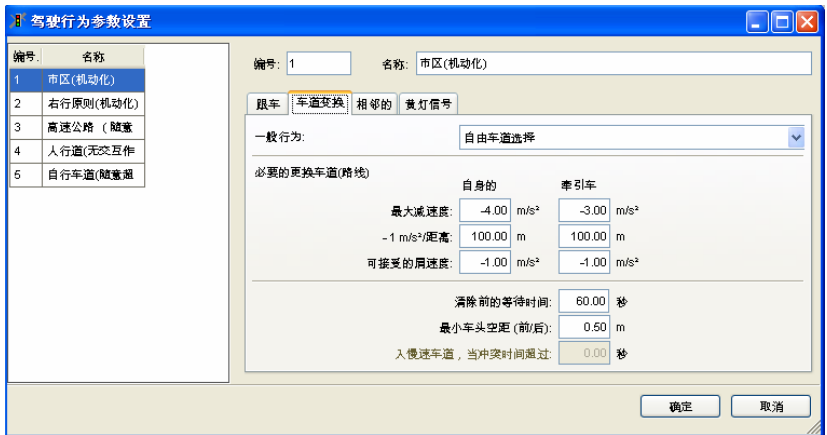 驾驶行为参数设置
编号. 名称
1 市区(机动化)
2 右行原则(机动化)
3 高速公路 (随意
4 人行道(无交互作
5 自行车道(随意超
编号: 1 名称: 市区(机动化)
跟车 车道变换 相邻的 黄灯信号
一般行为: 自由车道选择
必要的更换车道(路线)
自身的 牵引车
最大减速度: -4.00 m/s² -3.00 m/s²
-1 m/s²/距离: 100.00 m 100.00 m
可接受的减速度: -1.00 m/s² -1.00 m/s²
消除前的等待时间: 60.00 秒
最小车头空距 (前/后): 0.50 m
入慢速车道，当冲突时间超过: 0.00 秒
确定 取消